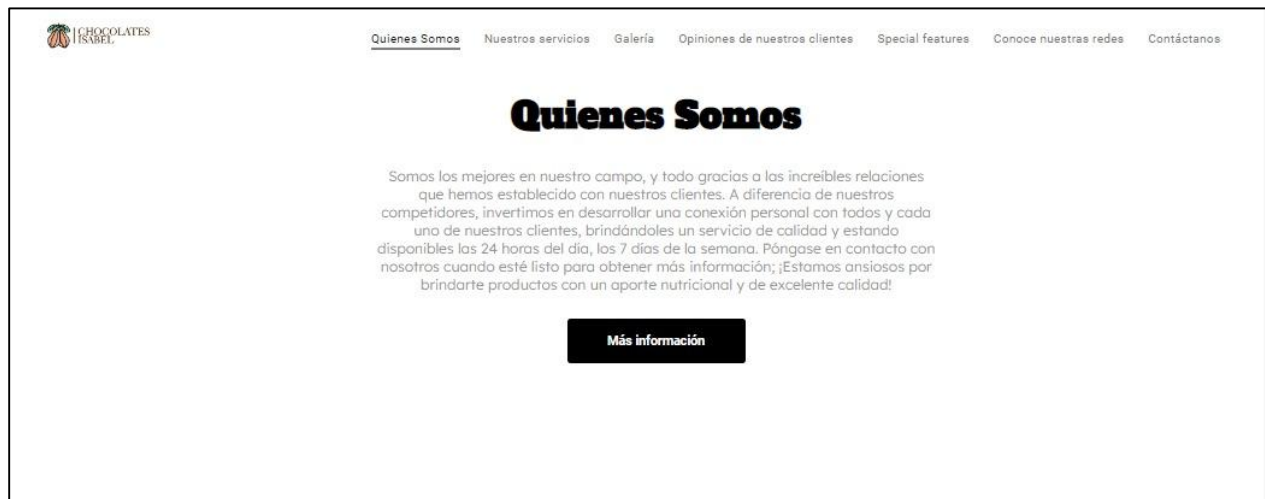 CHOCOLATES
ISABEL
Quienes Somos Nuestros servicios Galería Opiniones de nuestros clientes Special features Conoce nuestras redes Contáctanos
Quienes Somos
Somos los mejores en nuestro campo, y todo gracias a las increíbles relaciones
que hemos establecido con nuestros clientes. A diferencia de nuestros
competidores, invertimos en desarrollar una conexión personal con todos y cada
uno de nuestros clientes, brindándoles un servicio de calidad y estando
disponibles las 24 horas del día, los 7 días de la semana. Póngase en contacto con
nosotros cuando esté listo para obtener más información; ¡Estamos ansiosos por
brindarte productos con un aporte nutricional y de excelente calidad!
Más información